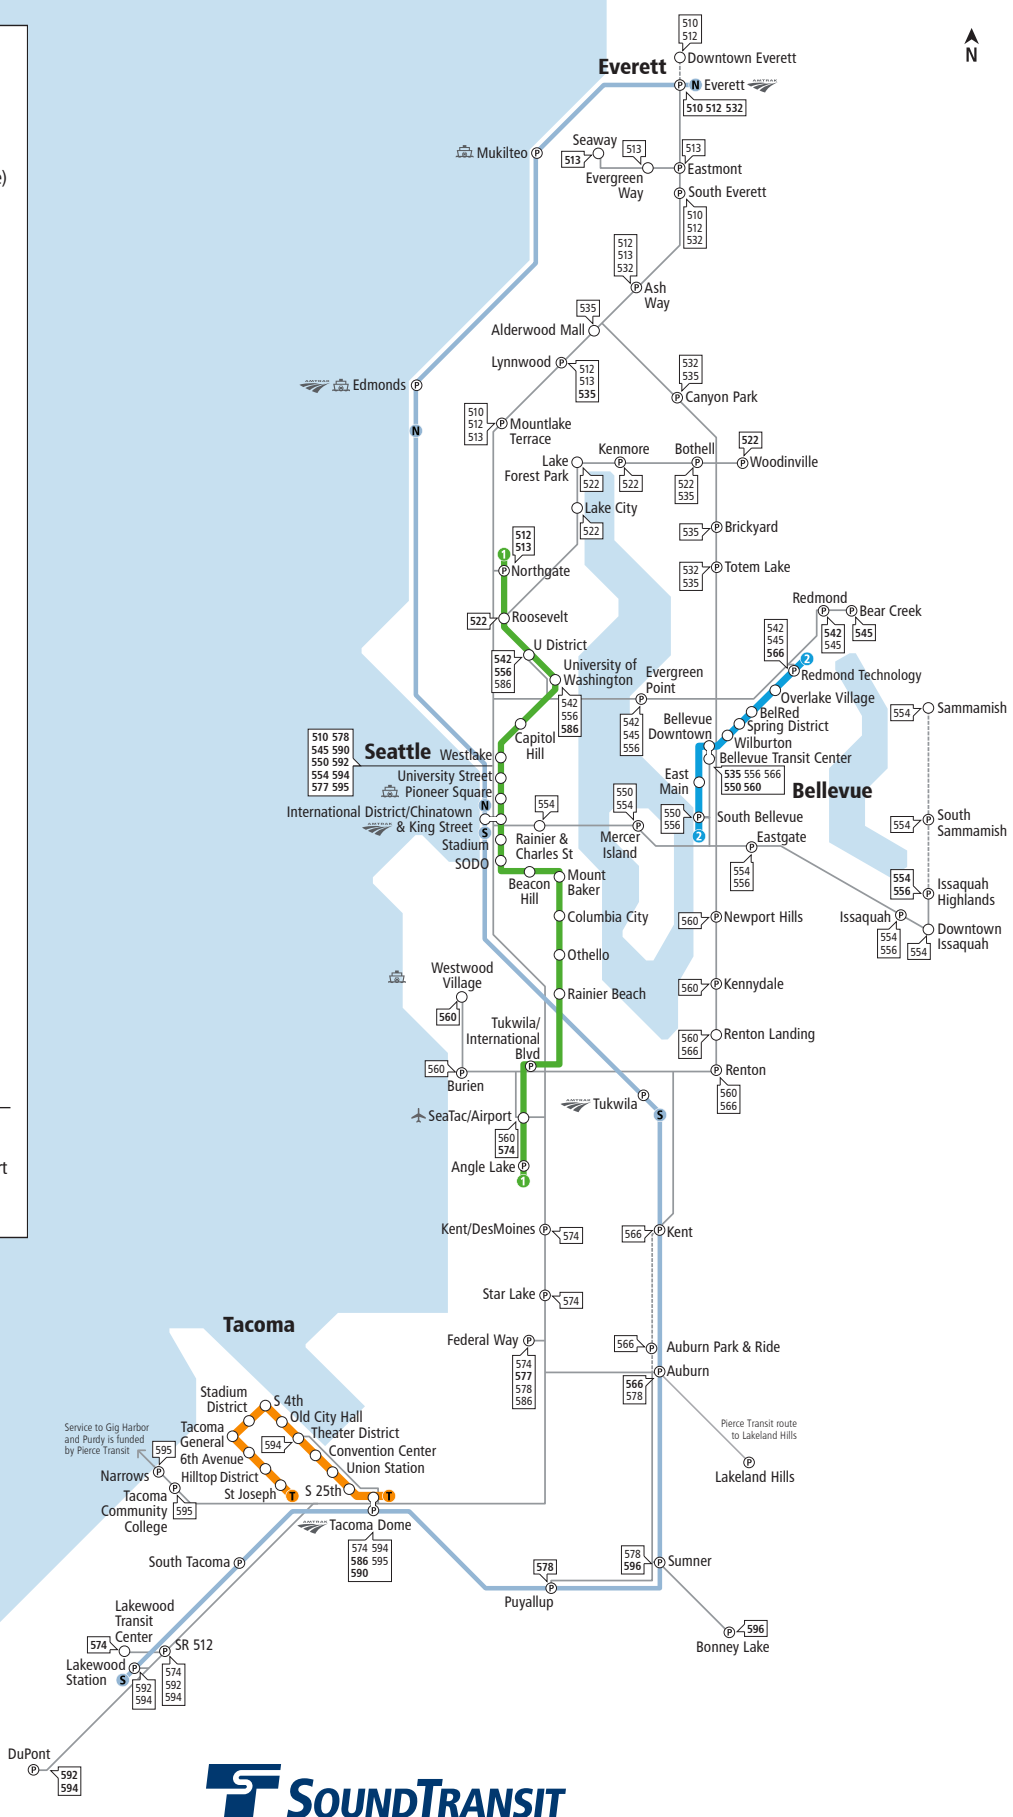 510
512
Downtown Everett
N
Everett
N Everett AMTRAK
510 512 532
e)
Mukilteo
Seaway
513
513
513
Evergreen
Way
Eastmont
South Everett
510
512
532
512
513
532
Ash
Way
535
Alderwood Mall
Lynnwood
512
513
535
532
535
Canyon Park
AMTRAK
Edmonds
N
510
512
513
Mountlake
Terrace
522
Lake
Forest Park
522
Kenmore
522
Bothell
522
535
Woodinville
Lake City
522
535
Brickyard
512
513
1
Northgate
532
535
Totem Lake
522
Roosevelt
Redmond
Bear Creek
542
545
545
542
545
566
2
Redmond Technology
U District
542
556
586
University of
Washington
542
556
586
Evergreen
Point
542
545
556
Overlake Village
BelRed
Spring District
Wilburton
Bellevue
Downtown
Bellevue Transit Center
535 556 566
550 560
Bellevue
554
Sammamish
Capitol
Hill
510 578
545 590
550 592
554 594
577 595
Seattle
Westlake
University Street
Pioneer Square
N
International District/Chinatown
AMTRAK & King Street
S
Stadium
SODO
554
Rainier &
Charles St
550
554
Mercer
Island
East
Main
550
556
South Bellevue
2
Eastgate
554
556
554
South
Sammamish
554
556
Issaquah
Highlands
Issaquah
554
556
554
Downtown
Issaquah
Beacon
Hill
Mount
Baker
Columbia City
560
Newport Hills
Othello
Westwood
Village
560
Rainier Beach
560
Kennydale
Tukwila/
International
Blvd
560
566
Renton Landing
560
Burien
Renton
560
566
AMTRAK
Tukwila
S
SeaTac/Airport
560
574
rt
Angle Lake
1
Kent/DesMoines
574
566
Kent
Star Lake
574
Tacoma
Federal Way
574
577
578
586
566
Auburn Park & Ride
Auburn
566
578
Pierce Transit route
to Lakeland Hills
Lakeland Hills
Stadium
District
S 4th
Old City Hall
Theater District
Convention Center
Union Station
594
Tacoma
General
6th Avenue
Hilltop District
St Joseph
T
S 25th
T
Service to Gig Harbor
and Purdy is funded
by Pierce Transit
595
Narrows
Tacoma
Community
College
595
AMTRAK
Tacoma Dome
574 594
586 595
590
South Tacoma
578
Puyallup
578
596
Sumner
596
Bonney Lake
Lakewood
Transit
Center
574
SR 512
574
592
594
Lakewood
Station
S
592
594
DuPont
592
594
SOUNDTRANSIT